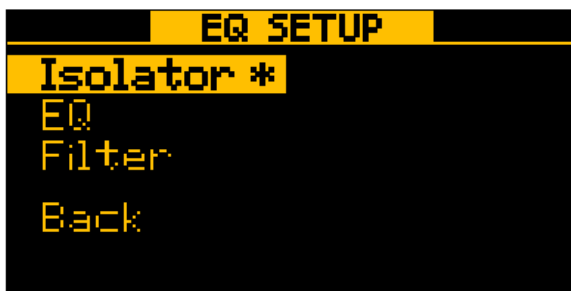 EQ SETUP
Isolator *
EQ
Filter
Back